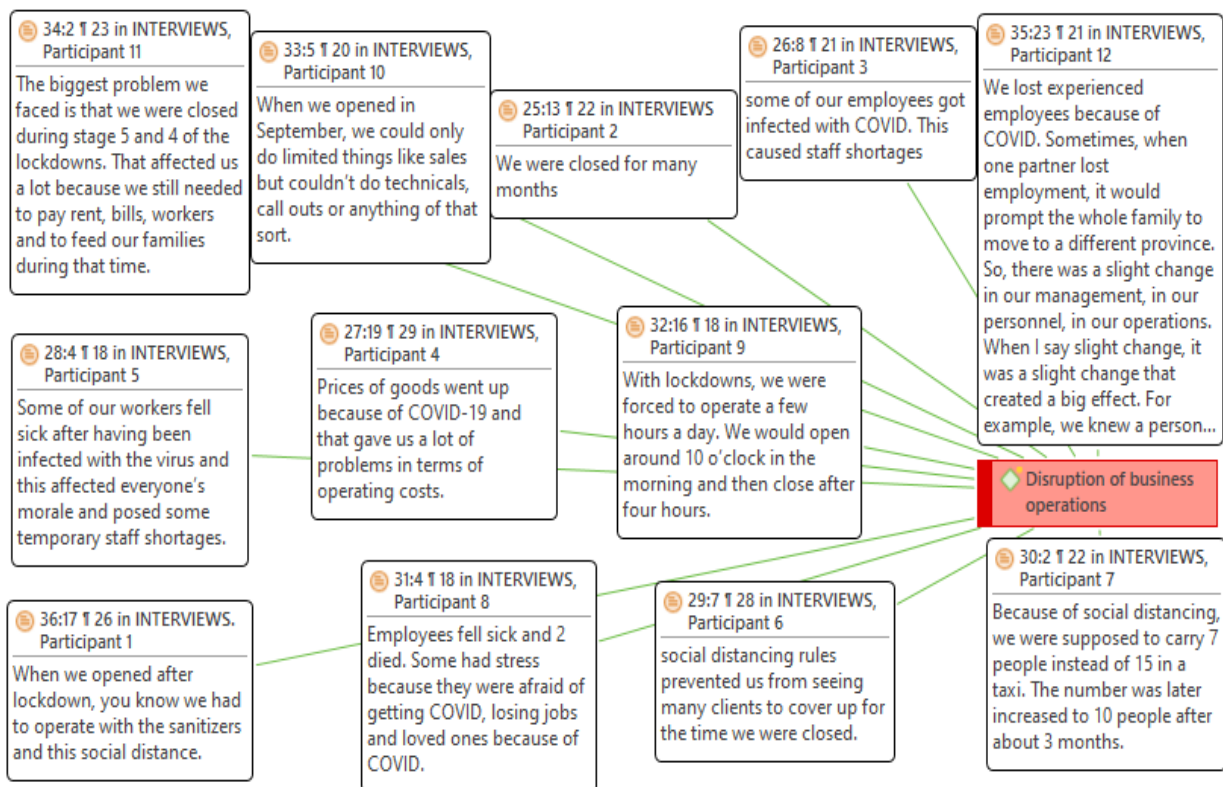 34:2 ¶ 23 in INTERVIEWS,
Participant 11
The biggest problem we
faced is that we were closed
during stage 5 and 4 of the
lockdowns. That affected us
a lot because we still needed
to pay rent, bills, workers
and to feed our families
during that time.
33:5 ¶ 20 in INTERVIEWS,
Participant 10
When we opened in
September, we could only
do limited things like sales
but couldn't do technicals,
call outs or anything of that
sort.
25:13 ¶ 22 in INTERVIEWS
Participant 2
We were closed for many
months
26:8 ¶ 21 in INTERVIEWS,
Participant 3
some of our employees got
infected with COVID. This
caused staff shortages
35:23 ¶ 21 in INTERVIEWS,
Participant 12
We lost experienced
employees because of
COVID. Sometimes, when
one partner lost
employment, it would
prompt the whole family to
move to a different province.
So, there was a slight change
in our management, in our
personnel, in our operations.
When I say slight change, it
was a slight change that
created a big effect. For
example, we knew a person...
28:4 ¶ 18 in INTERVIEWS,
Participant 5
Some of our workers fell
sick after having been
infected with the virus and
this affected everyone's
morale and posed some
temporary staff shortages.
27:19 ¶ 29 in INTERVIEWS,
Participant 4
Prices of goods went up
because of COVID-19 and
that gave us a lot of
problems in terms of
operating costs.
32:16 ¶ 18 in INTERVIEWS,
Participant 9
With lockdowns, we were
forced to operate a few
hours a day. We would open
around 10 o'clock in the
morning and then close after
four hours.
Disruption of business
operations
36:17 ¶ 26 in INTERVIEWS.
Participant 1
When we opened after
lockdown, you know we had
to operate with the sanitizers
and this social distance.
31:4 ¶ 18 in INTERVIEWS,
Participant 8
Employees fell sick and 2
died. Some had stress
because they were afraid of
getting COVID, losing jobs
and loved ones because of
COVID.
29:7 ¶ 28 in INTERVIEWS,
Participant 6
social distancing rules
prevented us from seeing
many clients to cover up for
the time we were closed.
30:2 ¶ 22 in INTERVIEWS,
Participant 7
Because of social distancing,
we were supposed to carry 7
people instead of 15 in a
taxi. The number was later
increased to 10 people after
about 3 months.